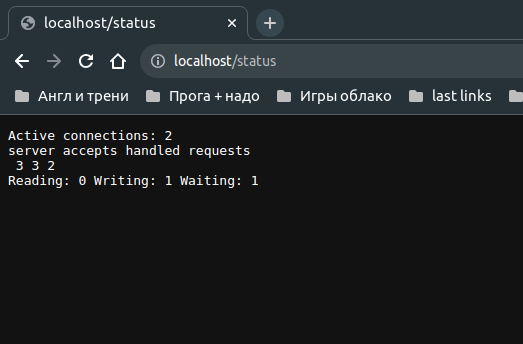 localhost/status
localhost/status
Англ и трени Прога + надо Игры облако last links
Active connections: 2
server accepts handled requests
3 3 2
Reading: 0 Writing: 1 Waiting: 1